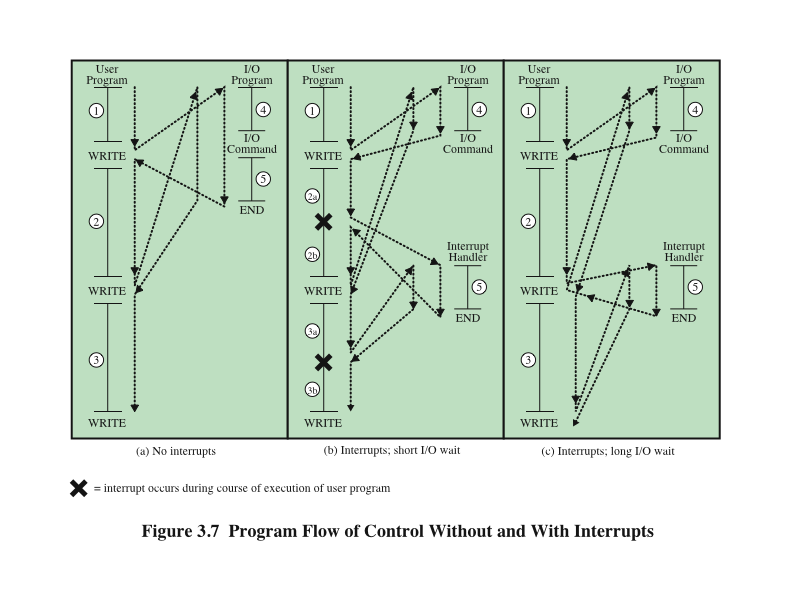 User
Program
1
WRITE
2
WRITE
3
WRITE
I/O
Program
4
I/O
Command
5
END
User
Program
1
WRITE
2a
2b
WRITE
3a
3b
WRITE
I/O
Program
4
I/O
Command
Interrupt
Handler
5
END
User
Program
1
WRITE
2
WRITE
3
WRITE
I/O
Program
4
I/O
Command
Interrupt
Handler
5
END
(a) No interrupts
(b) Interrupts; short I/O wait
(c) Interrupts; long I/O wait
= interrupt occurs during course of execution of user program
Figure 3.7 Program Flow of Control Without and With Interrupts